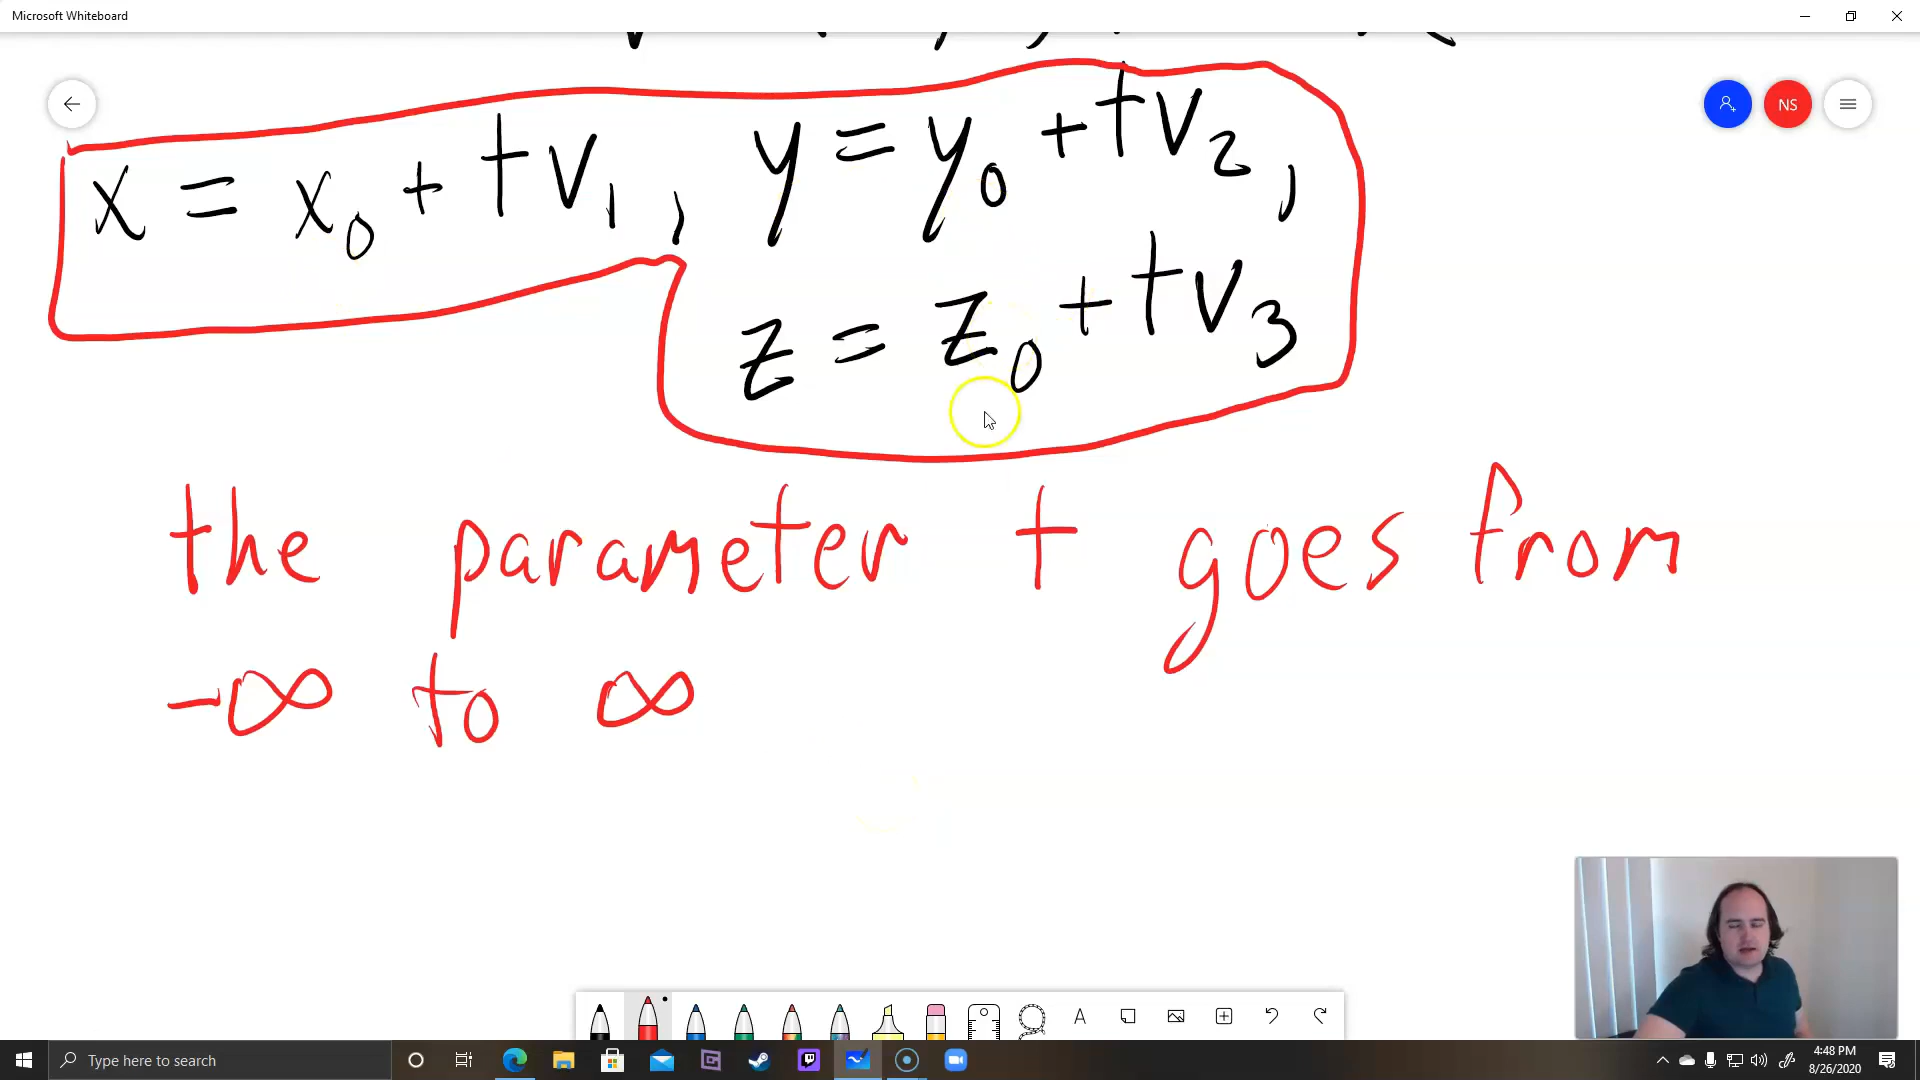 Microsoft Whiteboard
NS
x = x₀ + tv₁, y = y₀ + tv₂,
z = z₀ + tv₃
the parameter t goes from
-∞ to ∞
A
Type here to search
4:48 PM
8/26/2020